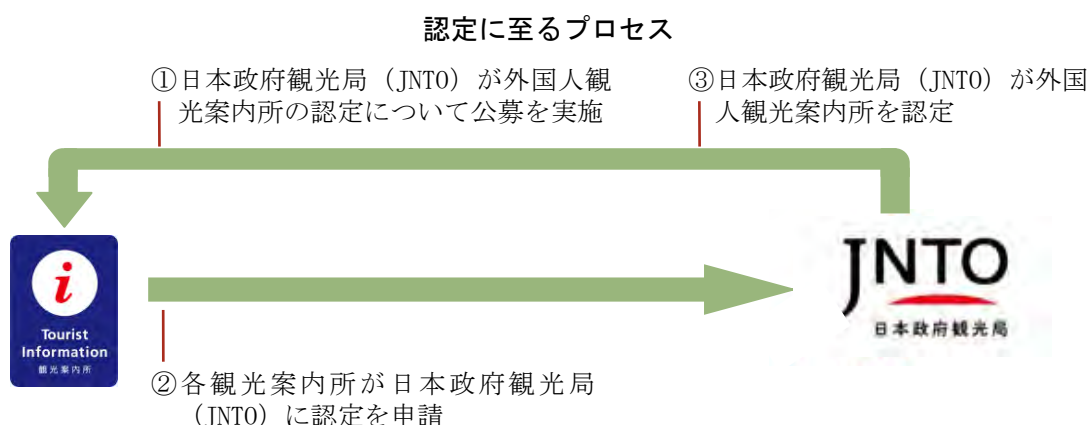 認定に至るプロセス
①日本政府観光局（JNTO）が外国人観
光案内所の認定について公募を実施
③日本政府観光局（JNTO）が外国
人観光案内所を認定
i
Tourist
Information
観光案内所
JNTO
日本政府観光局
②各観光案内所が日本政府観光局
（JNTO）に認定を申請